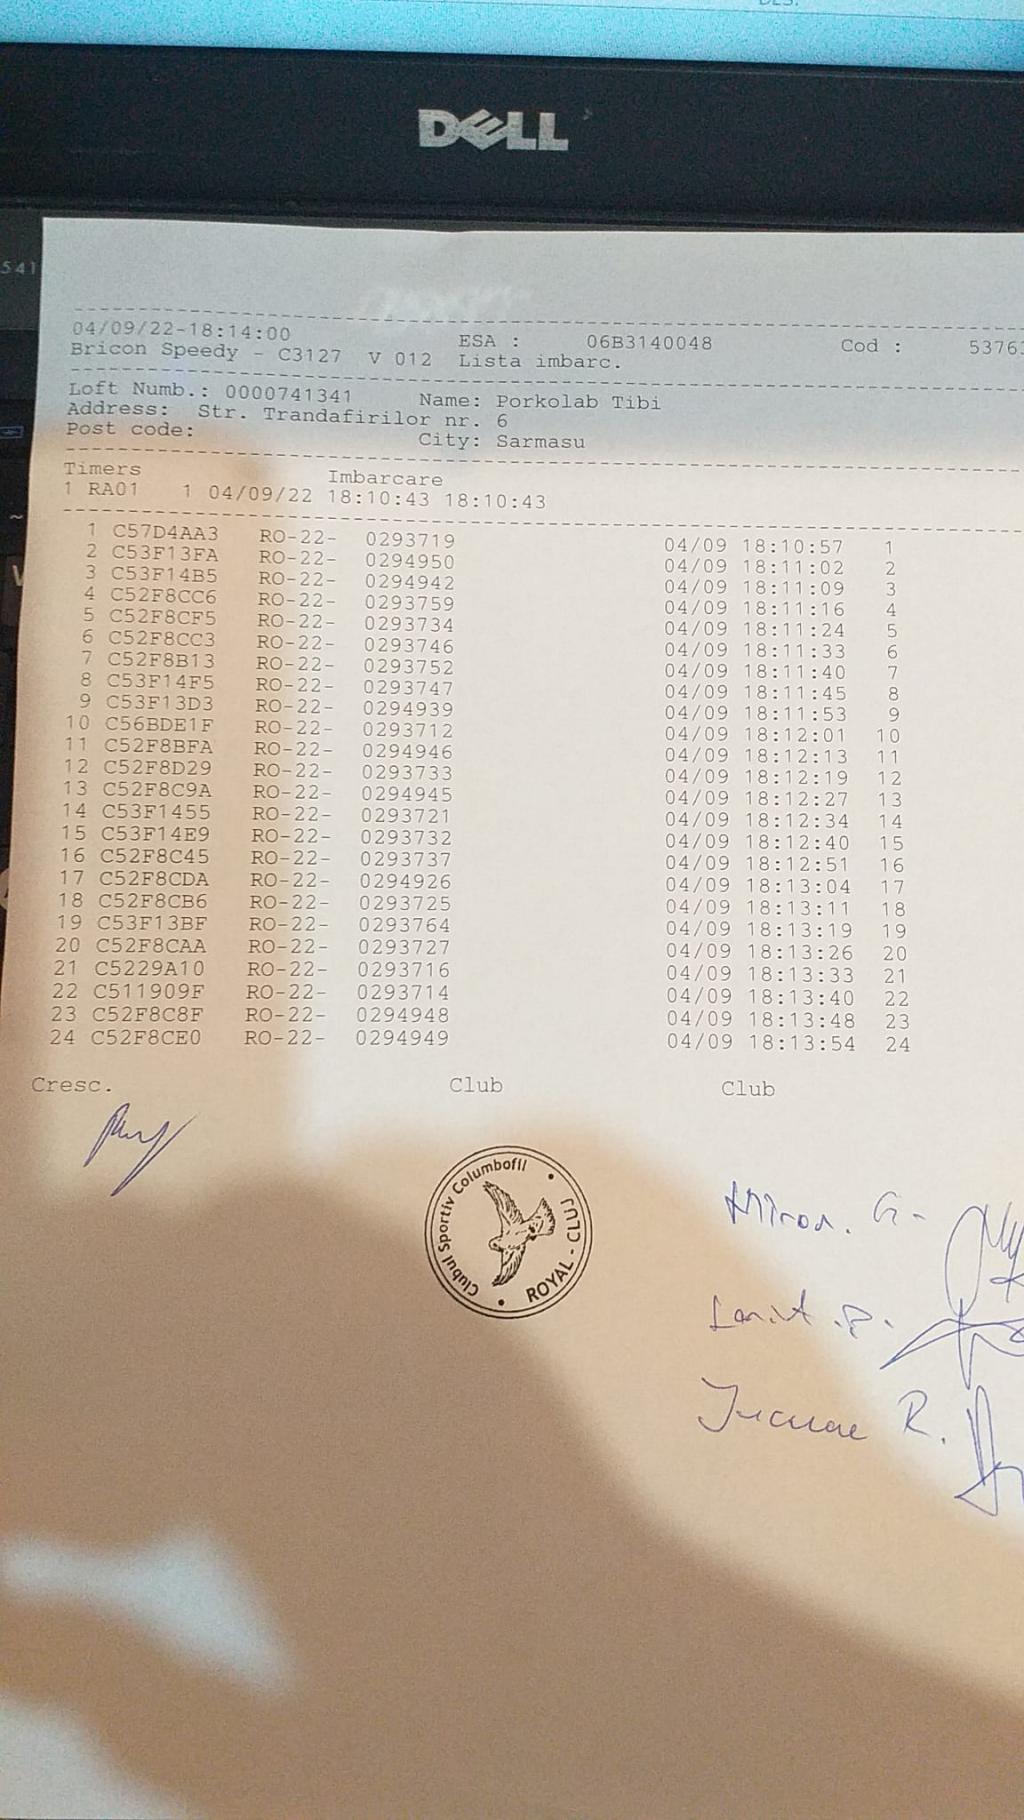 DELL
541
04/09/22-18:14:00 ESA : 06B3140048 Cod : 5376
Bricon Speedy - C3127 V 012 Lista imbarc.
Loft Numb.: 0000741341 Name: Porkolab Tibi
Address: Str. Trandafirilor nr. 6
Post code: City: Sarmasu
Timers Imbarcare
1 RA01 1 04/09/22 18:10:43 18:10:43
1 C57D4AA3 RO-22- 0293719 04/09 18:10:57 1
2 C53F13FA RO-22- 0294950 04/09 18:11:02 2
3 C53F14B5 RO-22- 0294942 04/09 18:11:09 3
4 C52F8CC6 RO-22- 0293759 04/09 18:11:16 4
5 C52F8CF5 RO-22- 0293734 04/09 18:11:24 5
6 C52F8CC3 RO-22- 0293746 04/09 18:11:33 6
7 C52F8B13 RO-22- 0293752 04/09 18:11:40 7
8 C53F14F5 RO-22- 0293747 04/09 18:11:45 8
9 C53F13D3 RO-22- 0294939 04/09 18:11:53 9
10 C56BDE1F RO-22- 0293712 04/09 18:12:01 10
11 C52F8BFA RO-22- 0294946 04/09 18:12:13 11
12 C52F8D29 RO-22- 0293733 04/09 18:12:19 12
13 C52F8C9A RO-22- 0294945 04/09 18:12:27 13
14 C53F1455 RO-22- 0293721 04/09 18:12:34 14
15 C53F14E9 RO-22- 0293732 04/09 18:12:40 15
16 C52F8C45 RO-22- 0293737 04/09 18:12:51 16
17 C52F8CDA RO-22- 0294926 04/09 18:13:04 17
18 C52F8CB6 RO-22- 0293725 04/09 18:13:11 18
19 C53F13BF RO-22- 0293764 04/09 18:13:19 19
20 C52F8CAA RO-22- 0293727 04/09 18:13:26 20
21 C5229A10 RO-22- 0293716 04/09 18:13:33 21
22 C511909F RO-22- 0293714 04/09 18:13:40 22
23 C52F8C8F RO-22- 0294948 04/09 18:13:48 23
24 C52F8CE0 RO-22- 0294949 04/09 18:13:54 24
Cresc. Club Club
Clubul Sportiv Columbofil
ROYAL - CLUJ
Miron. G.
R.